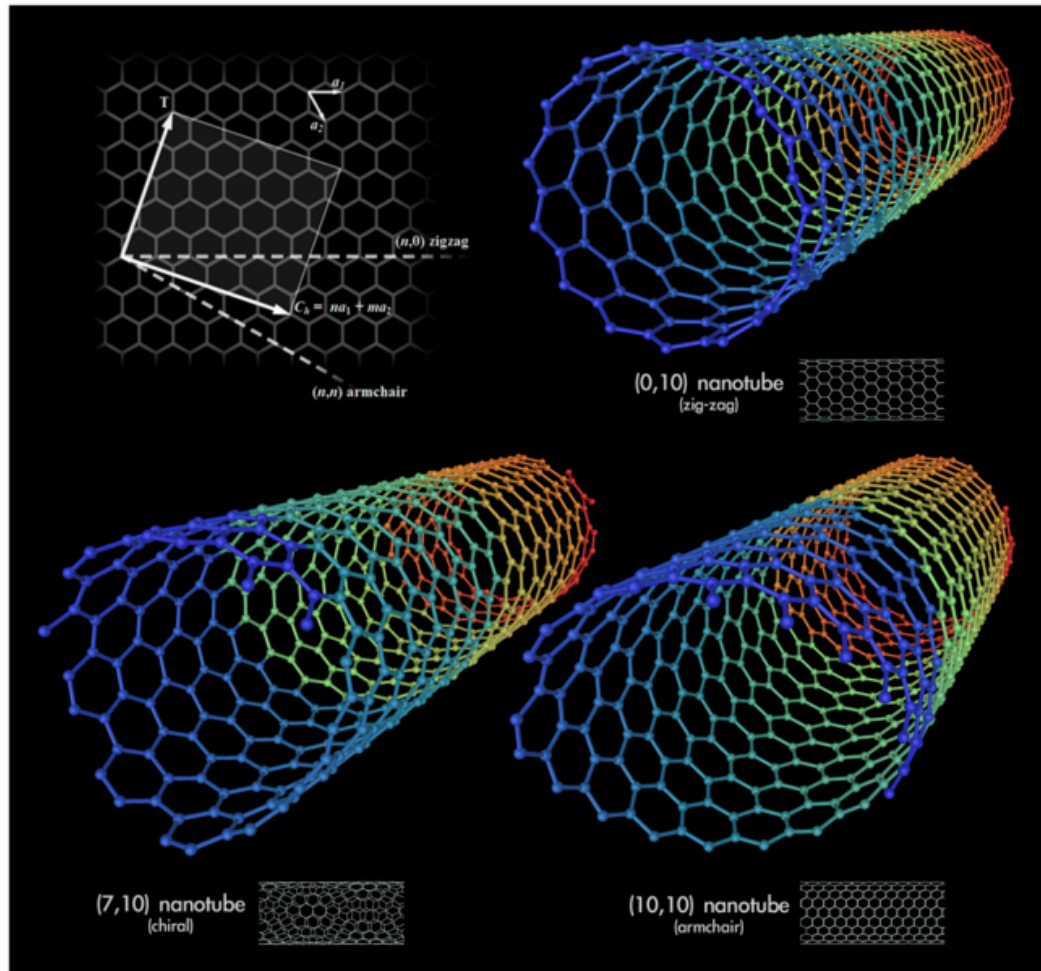 a1
T
a2
(n,0) zigzag
Ch = na1 + ma2
(n,n) armchair
(0,10) nanotube
(zig-zag)
(7,10) nanotube
(chiral)
(10,10) nanotube
(armchair)